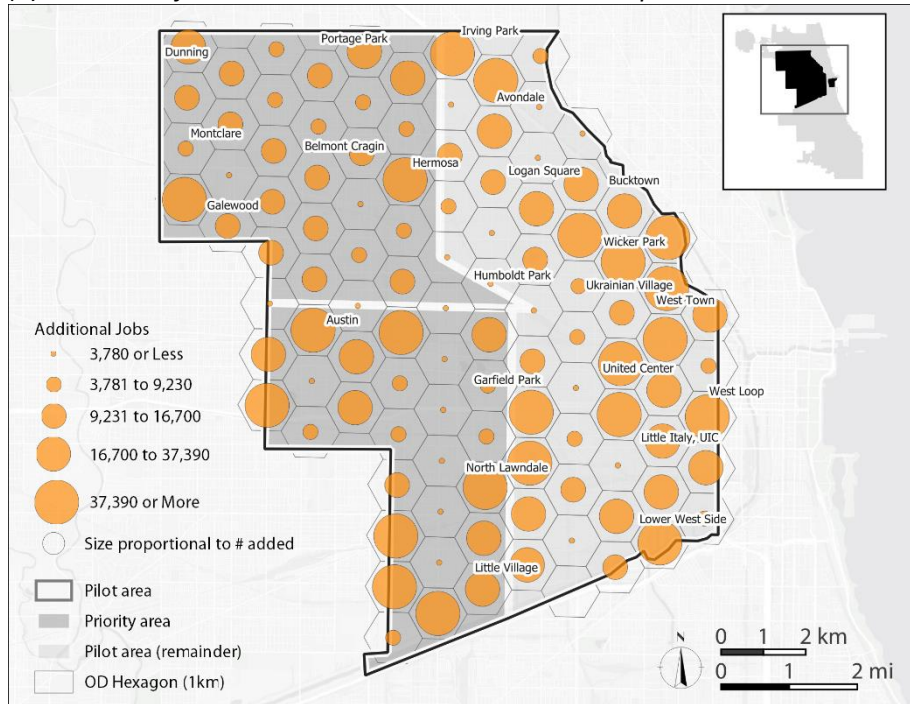 Irving Park
Portage Park
Dunning
Avondale
Montclare
Belmont Cragin
Hermosa
Logan Square
Bucktown
Galewood
Wicker Park
Humboldt Park
Ukrainian Village
West Town
Austin
United Center
Garfield Park
West Loop
Little Italy, UIC
North Lawndale
Lower West Side
Little Village
Additional Jobs
3,780 or Less
3,781 to 9,230
9,231 to 16,700
16,700 to 37,390
37,390 or More
Size proportional to # added
Pilot area
Priority area
Pilot area (remainder)
OD Hexagon (1km)
N
0 1 2 km
0 1 2 mi